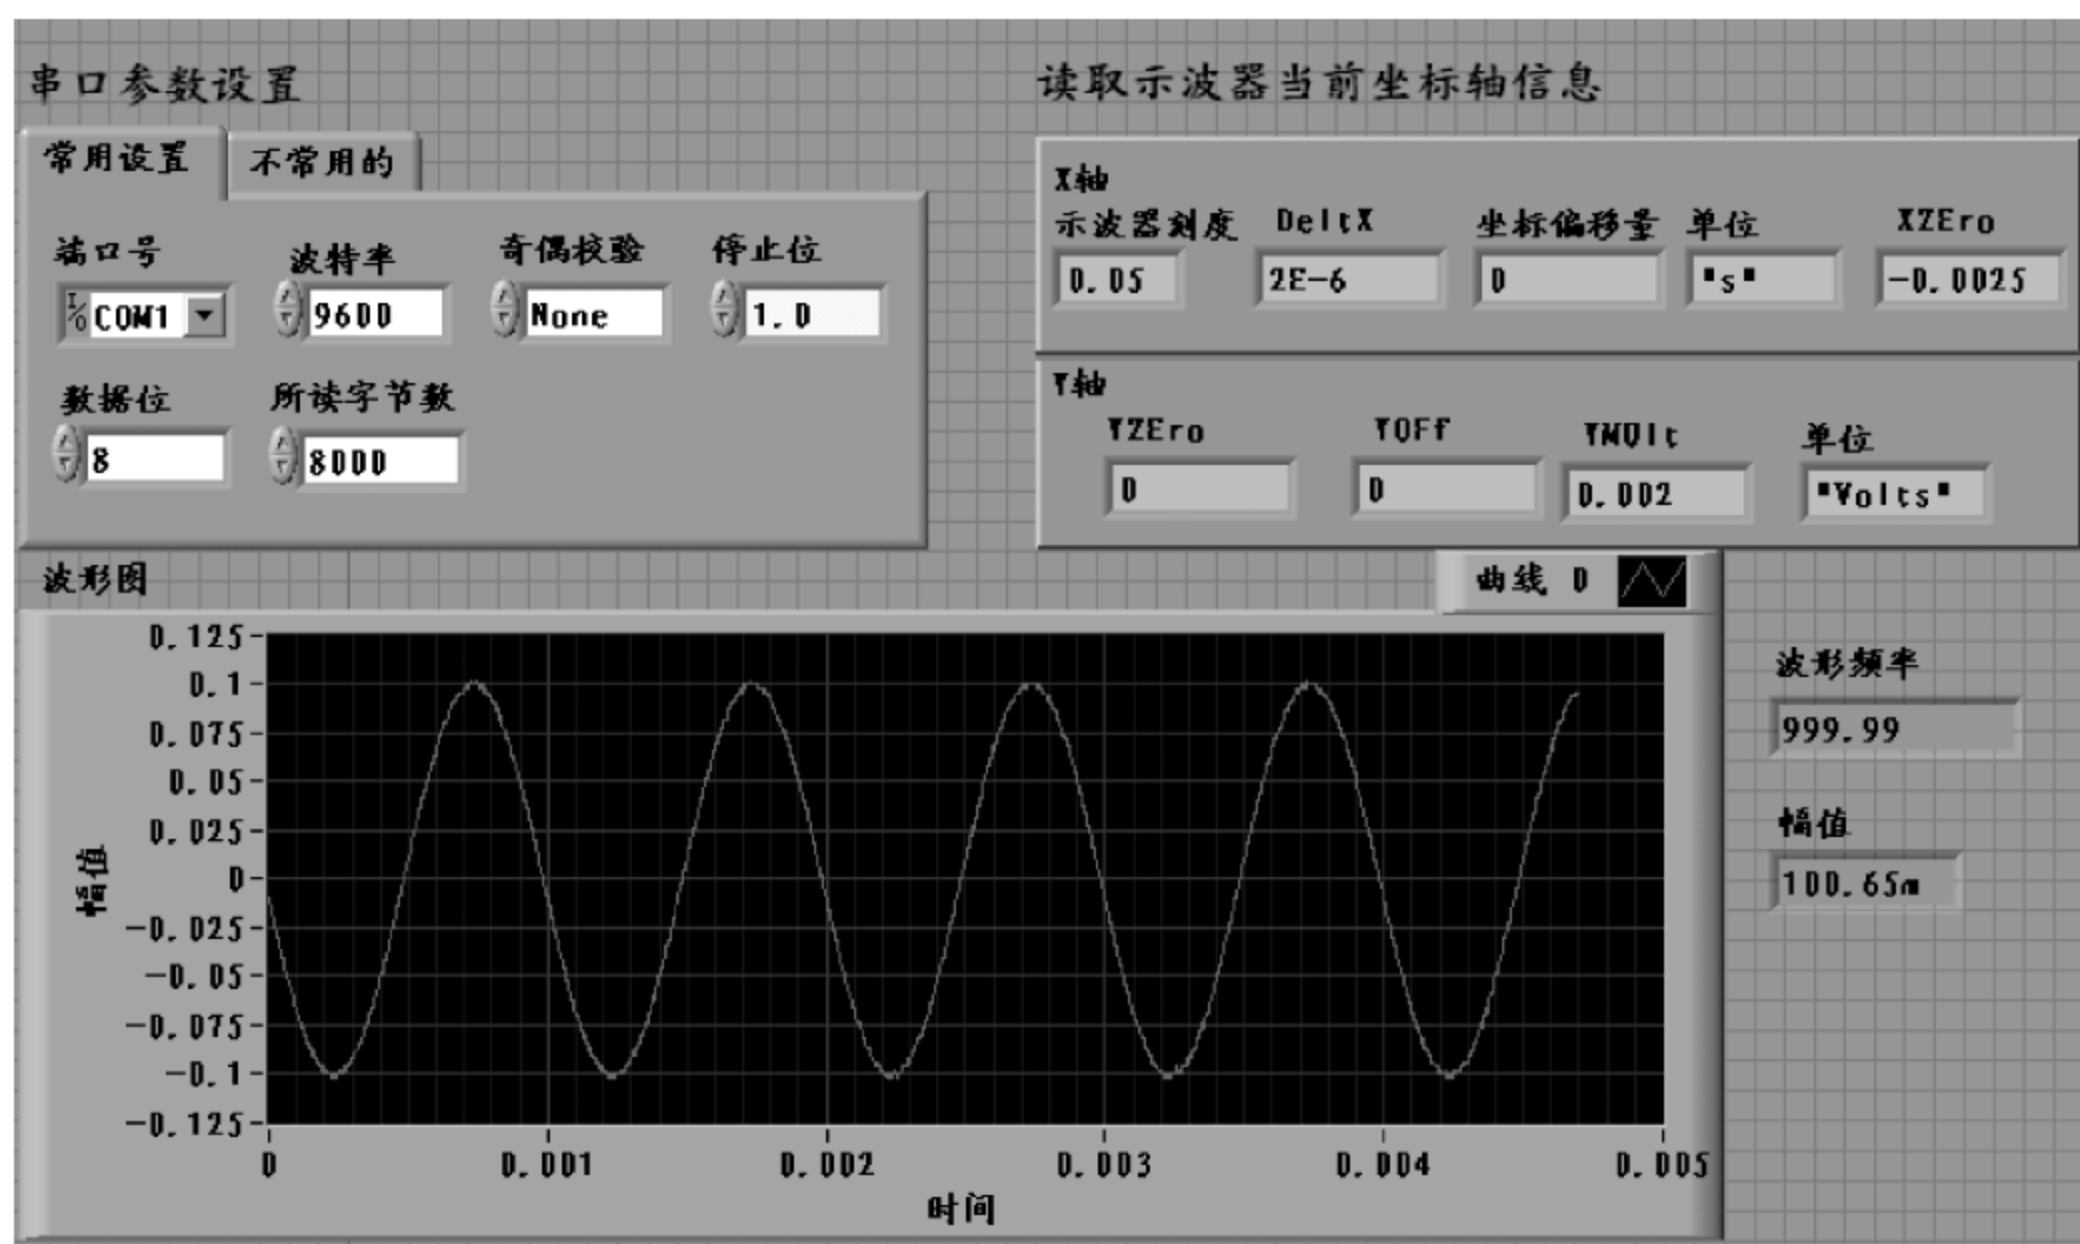 串口参数设置
读取示波器当前坐标轴信息
常用设置 不常用的
端口号 波特率 奇偶校验 停止位
I/O COM1 9600 None 1.0
数据位 所读字节数
8 8000
X轴
示波器刻度 DeltX 坐标偏移量 单位 XZEro
0.05 2E-6 0 "s" -0.0025
Y轴
YZEro YOFf YMUlt 单位
0 0 0.002 "Volts"
波形图
曲线 0
0.125
0.1
0.075
0.05
0.025
0
-0.025
-0.05
-0.075
-0.1
-0.125
幅值
0 0.001 0.002 0.003 0.004 0.005
时间
波形频率
999.99
幅值
100.65m